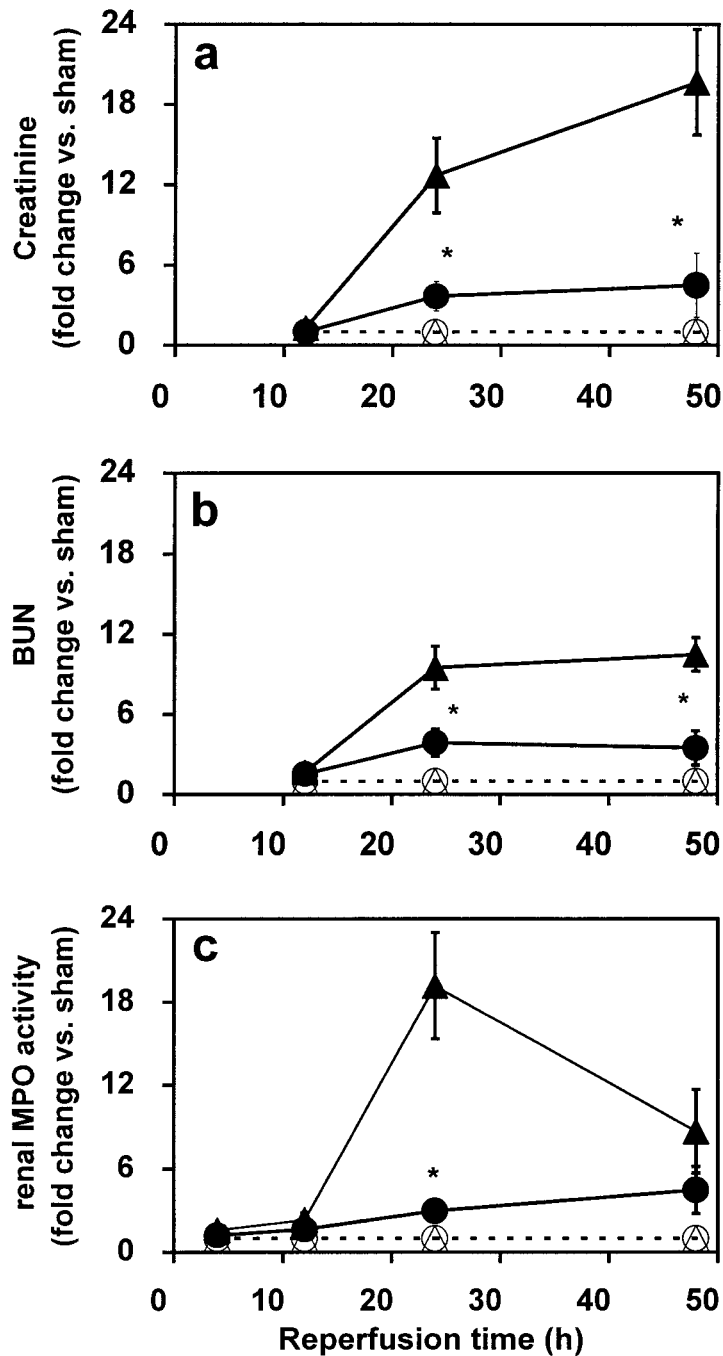 a
Creatinine
(fold change vs. sham)
24
18
12
6
0
*
*
0 10 20 30 40 50
b
BUN
(fold change vs. sham)
24
18
12
6
0
*
*
0 10 20 30 40 50
c
renal MPO activity
(fold change vs. sham)
24
18
12
6
0
*
0 10 20 30 40 50
Reperfusion time (h)